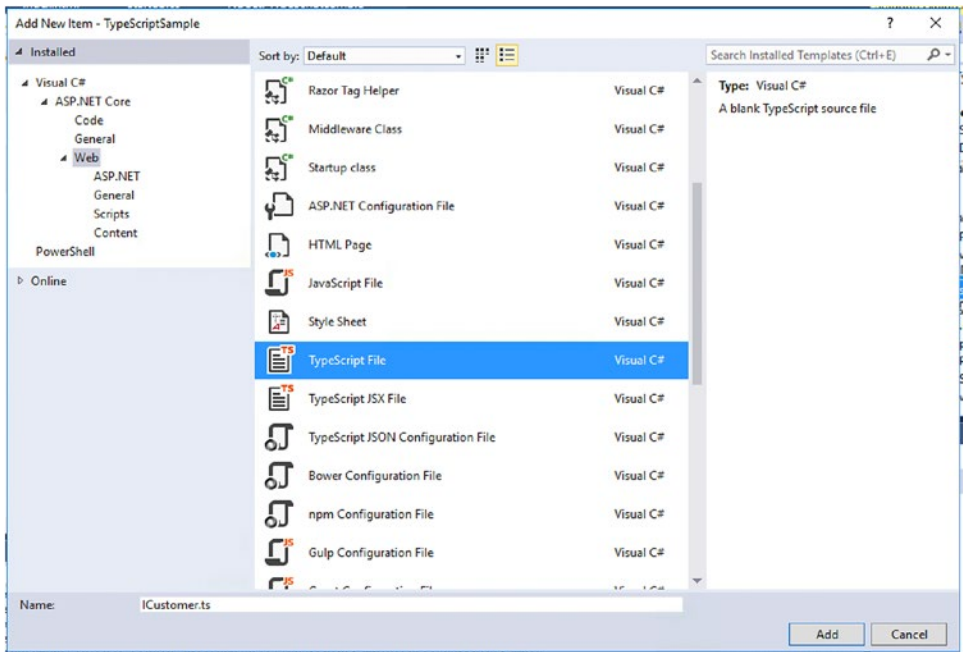 Add New Item - TypeScriptSample ? ×
Installed
Sort by: Default
Search Installed Templates (Ctrl+E)
Visual C#
ASP.NET Core
Code
General
Web
ASP.NET
General
Scripts
Content
PowerShell
Online
Razor Tag Helper Visual C#
Middleware Class Visual C#
Startup class Visual C#
ASP.NET Configuration File Visual C#
HTML Page Visual C#
JavaScript File Visual C#
Style Sheet Visual C#
TypeScript File Visual C#
TypeScript JSX File Visual C#
TypeScript JSON Configuration File Visual C#
Bower Configuration File Visual C#
npm Configuration File Visual C#
Gulp Configuration File Visual C#
Type: Visual C#
A blank TypeScript source file
Name: ICustomer.ts
Add Cancel